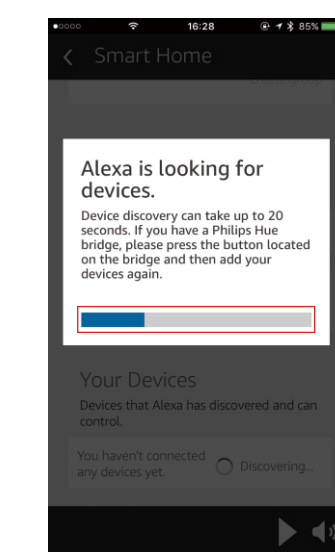 16:28
85%
Smart Home
Alexa is looking for
devices.
Device discovery can take up to 20
seconds. If you have a Philips Hue
bridge, please press the button located
on the bridge and then add your
devices again.
Your Devices
Devices that Alexa has discovered and can
control.
You haven't connected
any devices yet.
Discovering...